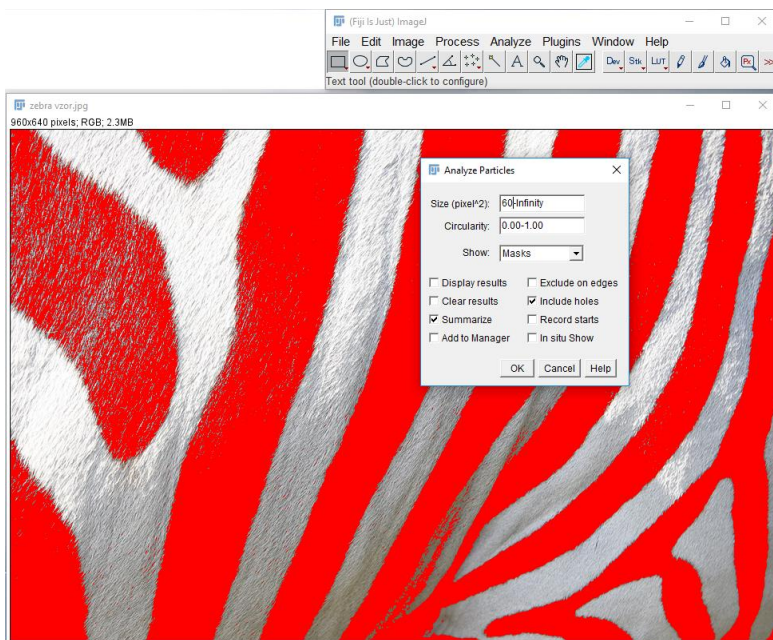 (Fiji Is Just) ImageJ
File Edit Image Process Analyze Plugins Window Help
A Dev Stk LUT Px >>
Text tool (double-click to configure)
zebra vzor.jpg
960x640 pixels; RGB; 2.3MB
Analyze Particles
Size (pixel^2): 60-Infinity
Circularity: 0.00-1.00
Show: Masks
Display results Exclude on edges
Clear results Include holes
Summarize Record starts
Add to Manager In situ Show
OK Cancel Help